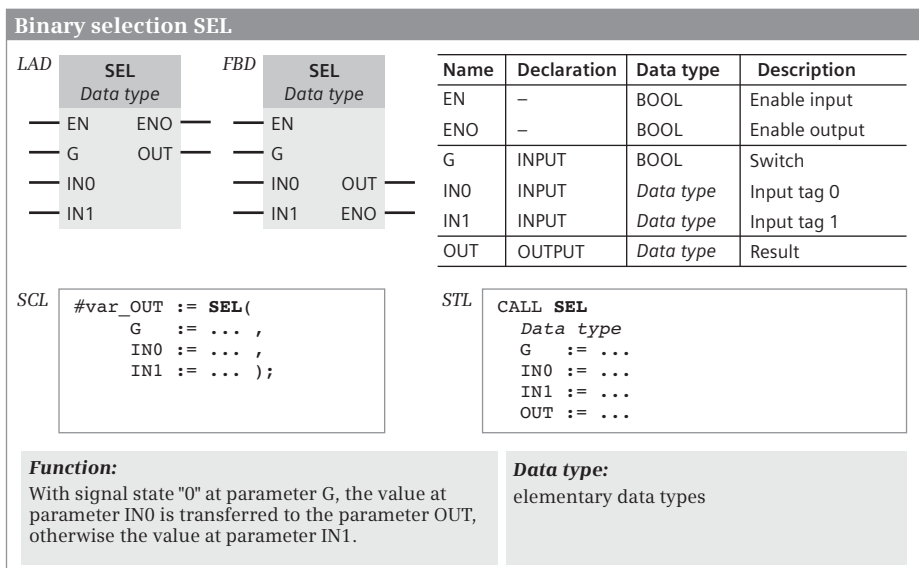 Binary selection SEL
LAD
SEL
Data type
EN ENO
G OUT
IN0
IN1
FBD
SEL
Data type
EN
G
IN0 OUT
IN1 ENO
Name Declaration Data type Description
EN – BOOL Enable input
ENO – BOOL Enable output
G INPUT BOOL Switch
IN0 INPUT Data type Input tag 0
IN1 INPUT Data type Input tag 1
OUT OUTPUT Data type Result
SCL
#var_OUT := SEL(
G := ... ,
IN0 := ... ,
IN1 := ... );
STL
CALL SEL
Data type
G := ...
IN0 := ...
IN1 := ...
OUT := ...
Function:
With signal state "0" at parameter G, the value at
parameter IN0 is transferred to the parameter OUT,
otherwise the value at parameter IN1.
Data type:
elementary data types